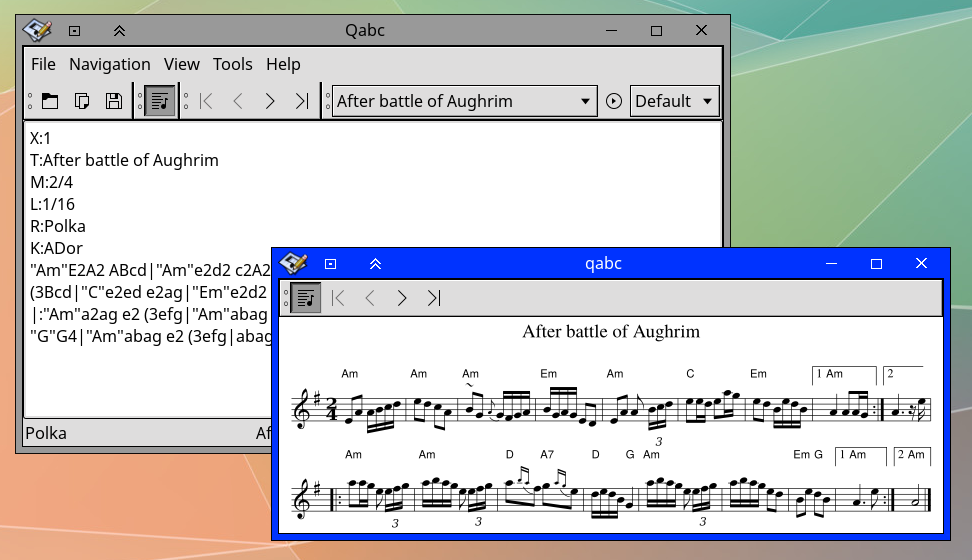 Qabc
File Navigation View Tools Help
After battle of Aughrim Default
X:1
T:After battle of Aughrim
M:2/4
L:1/16
R:Polka
K:ADor
"Am"E2A2 ABcd|"Am"e2d2 c2A2
(3Bcd|"C"e2ed e2ag|"Em"e2d2
|:"Am"a2ag e2 (3efg|"Am"abag
"G"G4|"Am"abag e2 (3efg|abag
Polka Af
qabc
After battle of Aughrim
Am Am Am Em Am C Em 1 Am 2
2
4
3
Am Am D A7 D G Am Em G 1 Am 2 Am
3 3 3